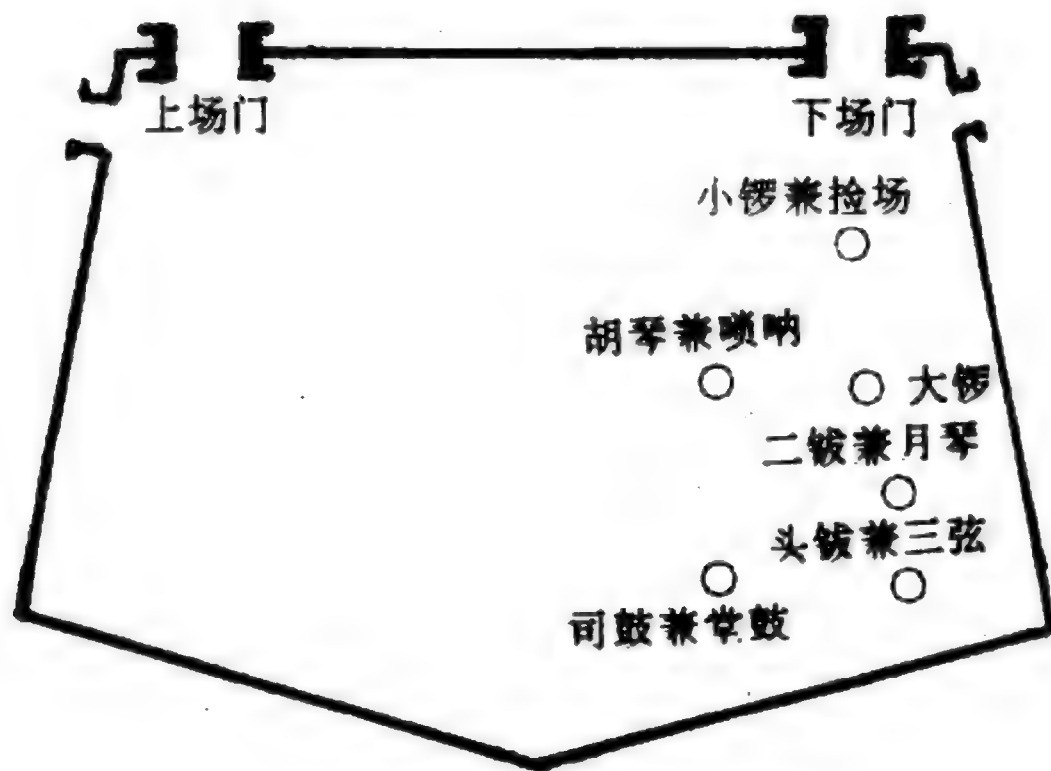 上场门
下场门
小锣兼捡场
胡琴兼唢呐
大锣
二钹兼月琴
头钹兼三弦
司鼓兼堂鼓